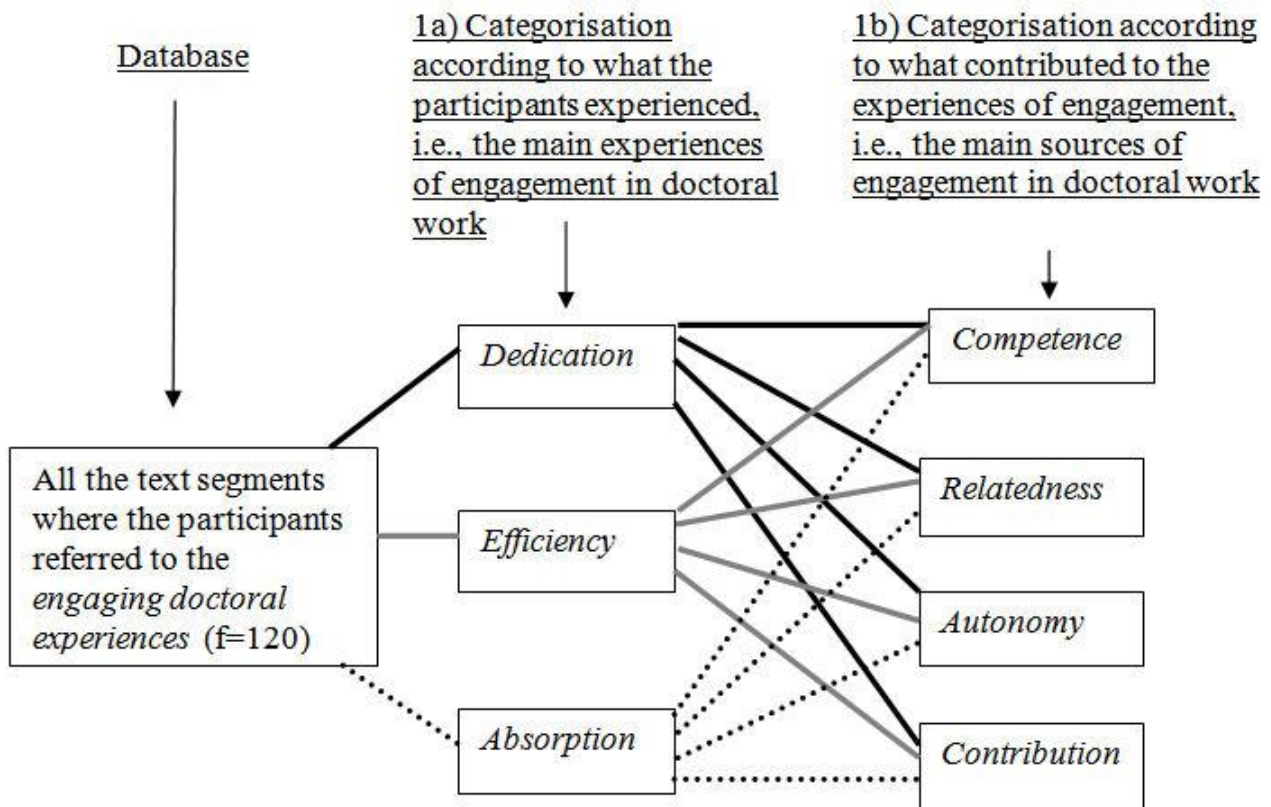 Database
1a) Categorisation
according to what the
participants experienced,
i.e., the main experiences
of engagement in doctoral
work
1b) Categorisation according
to what contributed to the
experiences of engagement,
i.e., the main sources of
engagement in doctoral work
All the text segments
where the participants
referred to the
engaging doctoral
experiences (f=120)
Dedication
Efficiency
Absorption
Competence
Relatedness
Autonomy
Contribution